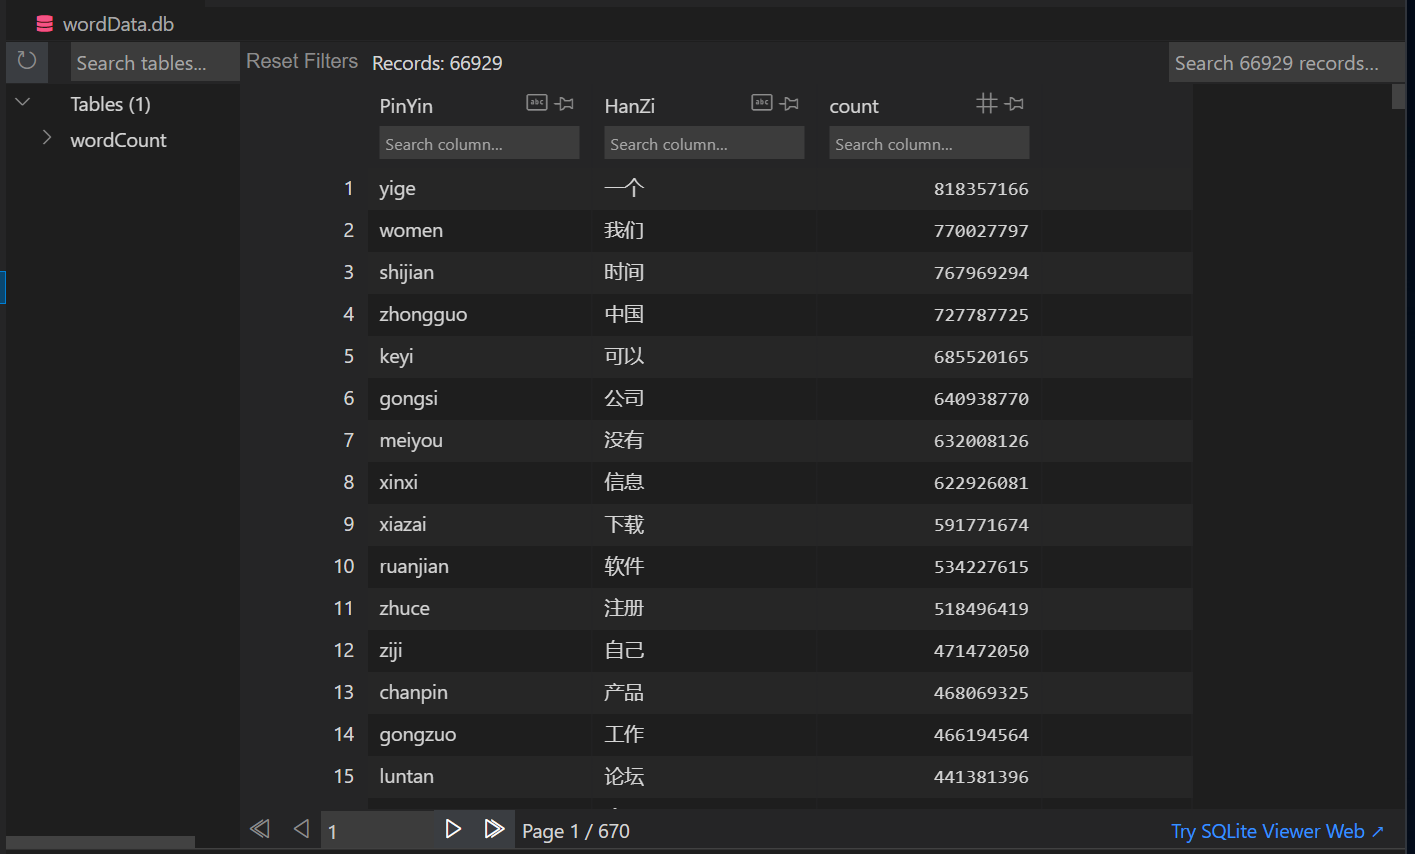 wordData.db
Search tables...
Reset Filters
Records: 66929
Search 66929 records...
Tables (1)
wordCount
PinYin abc HanZi abc count
Search column... Search column... Search column...
1 yige 一个 818357166
2 women 我们 770027797
3 shijian 时间 767969294
4 zhongguo 中国 727787725
5 keyi 可以 685520165
6 gongsi 公司 640938770
7 meiyou 没有 632008126
8 xinxi 信息 622926081
9 xiazai 下载 591771674
10 ruanjian 软件 534227615
11 zhuce 注册 518496419
12 ziji 自己 471472050
13 chanpin 产品 468069325
14 gongzuo 工作 466194564
15 luntan 论坛 441381396
1
Page 1 / 670
Try SQLite Viewer Web ↗